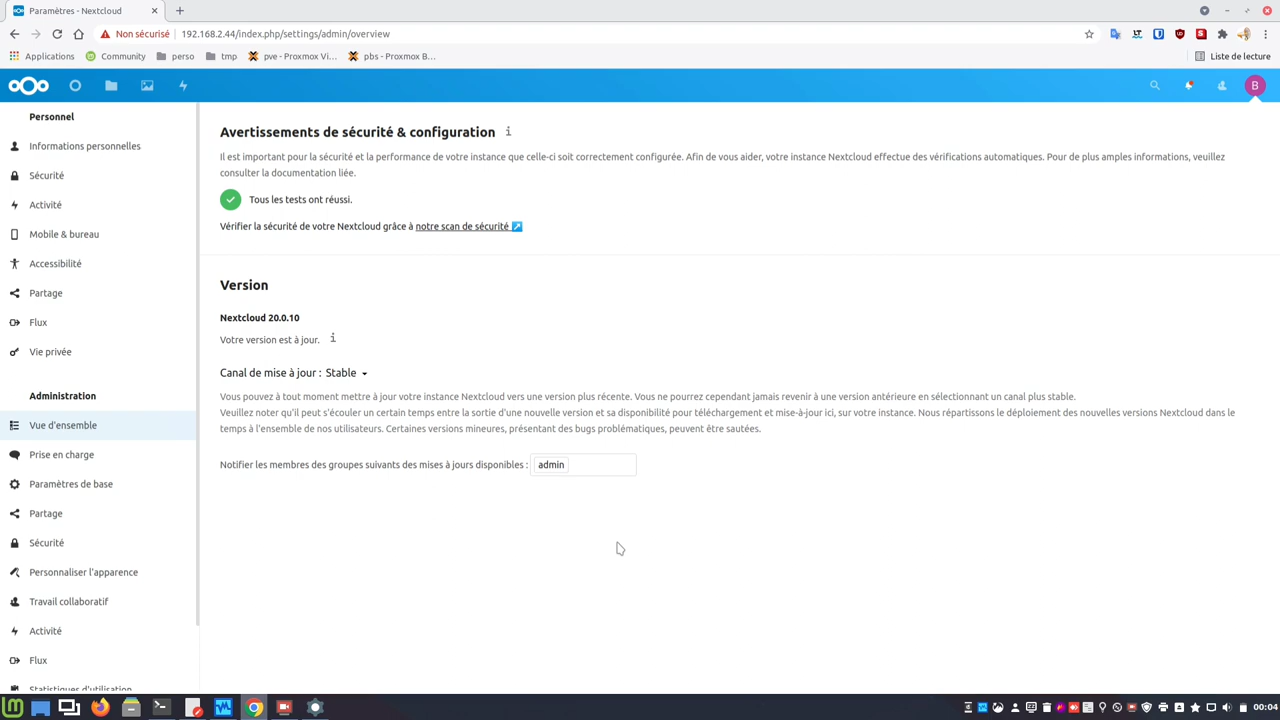 Paramètres - Nextcloud
Non sécurisé
192.168.2.44/index.php/settings/admin/overview
Applications
Community
perso
tmp
pve - Proxmox Vi...
pbs - Proxmox B...
Liste de lecture
B
Personnel
Informations personnelles
Sécurité
Activité
Mobile & bureau
Accessibilité
Partage
Flux
Vie privée
Administration
Vue d'ensemble
Prise en charge
Paramètres de base
Partage
Sécurité
Personnaliser l'apparence
Travail collaboratif
Activité
Flux
Statistiques d'utilisation
Avertissements de sécurité & configuration
Il est important pour la sécurité et la performance de votre instance que celle-ci soit correctement configurée. Afin de vous aider, votre instance Nextcloud effectue des vérifications automatiques. Pour de plus amples informations, veuillez
consulter la documentation liée.
Tous les tests ont réussi.
Vérifier la sécurité de votre Nextcloud grâce à notre scan de sécurité
Version
Nextcloud 20.0.10
Votre version est à jour.
Canal de mise à jour : Stable
Vous pouvez à tout moment mettre à jour votre instance Nextcloud vers une version plus récente. Vous ne pourrez cependant jamais revenir à une version antérieure en sélectionnant un canal plus stable.
Veuillez noter qu'il peut s'écouler un certain temps entre la sortie d'une nouvelle version et sa disponibilité pour téléchargement et mise-à-jour ici, sur votre instance. Nous répartissons le déploiement des nouvelles versions Nextcloud dans le
temps à l'ensemble de nos utilisateurs. Certaines versions mineures, présentant des bugs problématiques, peuvent être sautées.
Notifier les membres des groupes suivants des mises à jours disponibles : admin
00:04